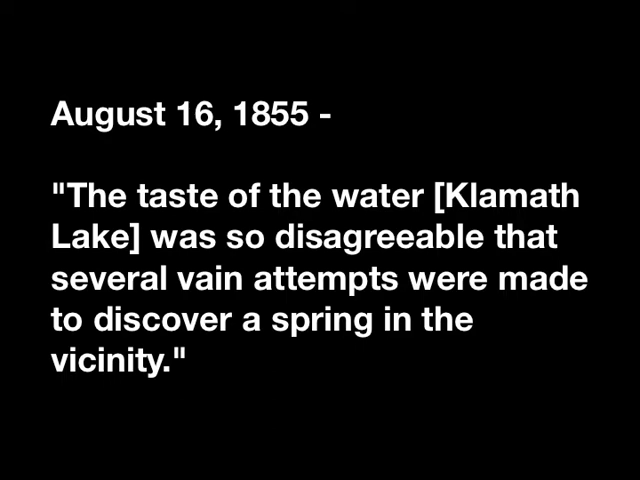 August 16, 1855 -
"The taste of the water [Klamath
Lake] was so disagreeable that
several vain attempts were made
to discover a spring in the
vicinity."